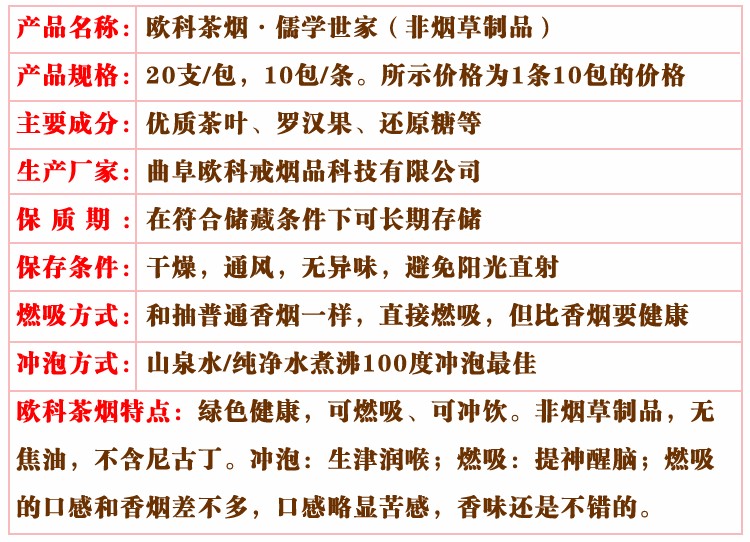 产品名称：欧科茶烟·儒学世家（非烟草制品）
产品规格：20支/包，10包/条。所示价格为1条10包的价格
主要成分：优质茶叶、罗汉果、还原糖等
生产厂家：曲阜欧科戒烟品科技有限公司
保 质 期：在符合储藏条件下可长期存储
保存条件：干燥，通风，无异味，避免阳光直射
燃吸方式：和抽普通香烟一样，直接燃吸，但比香烟要健康
冲泡方式：山泉水/纯净水煮沸100度冲泡最佳
欧科茶烟特点：绿色健康，可燃吸、可冲饮。非烟草制品，无
焦油，不含尼古丁。冲泡：生津润喉；燃吸：提神醒脑；燃吸
的口感和香烟差不多，口感略显苦感，香味还是不错的。